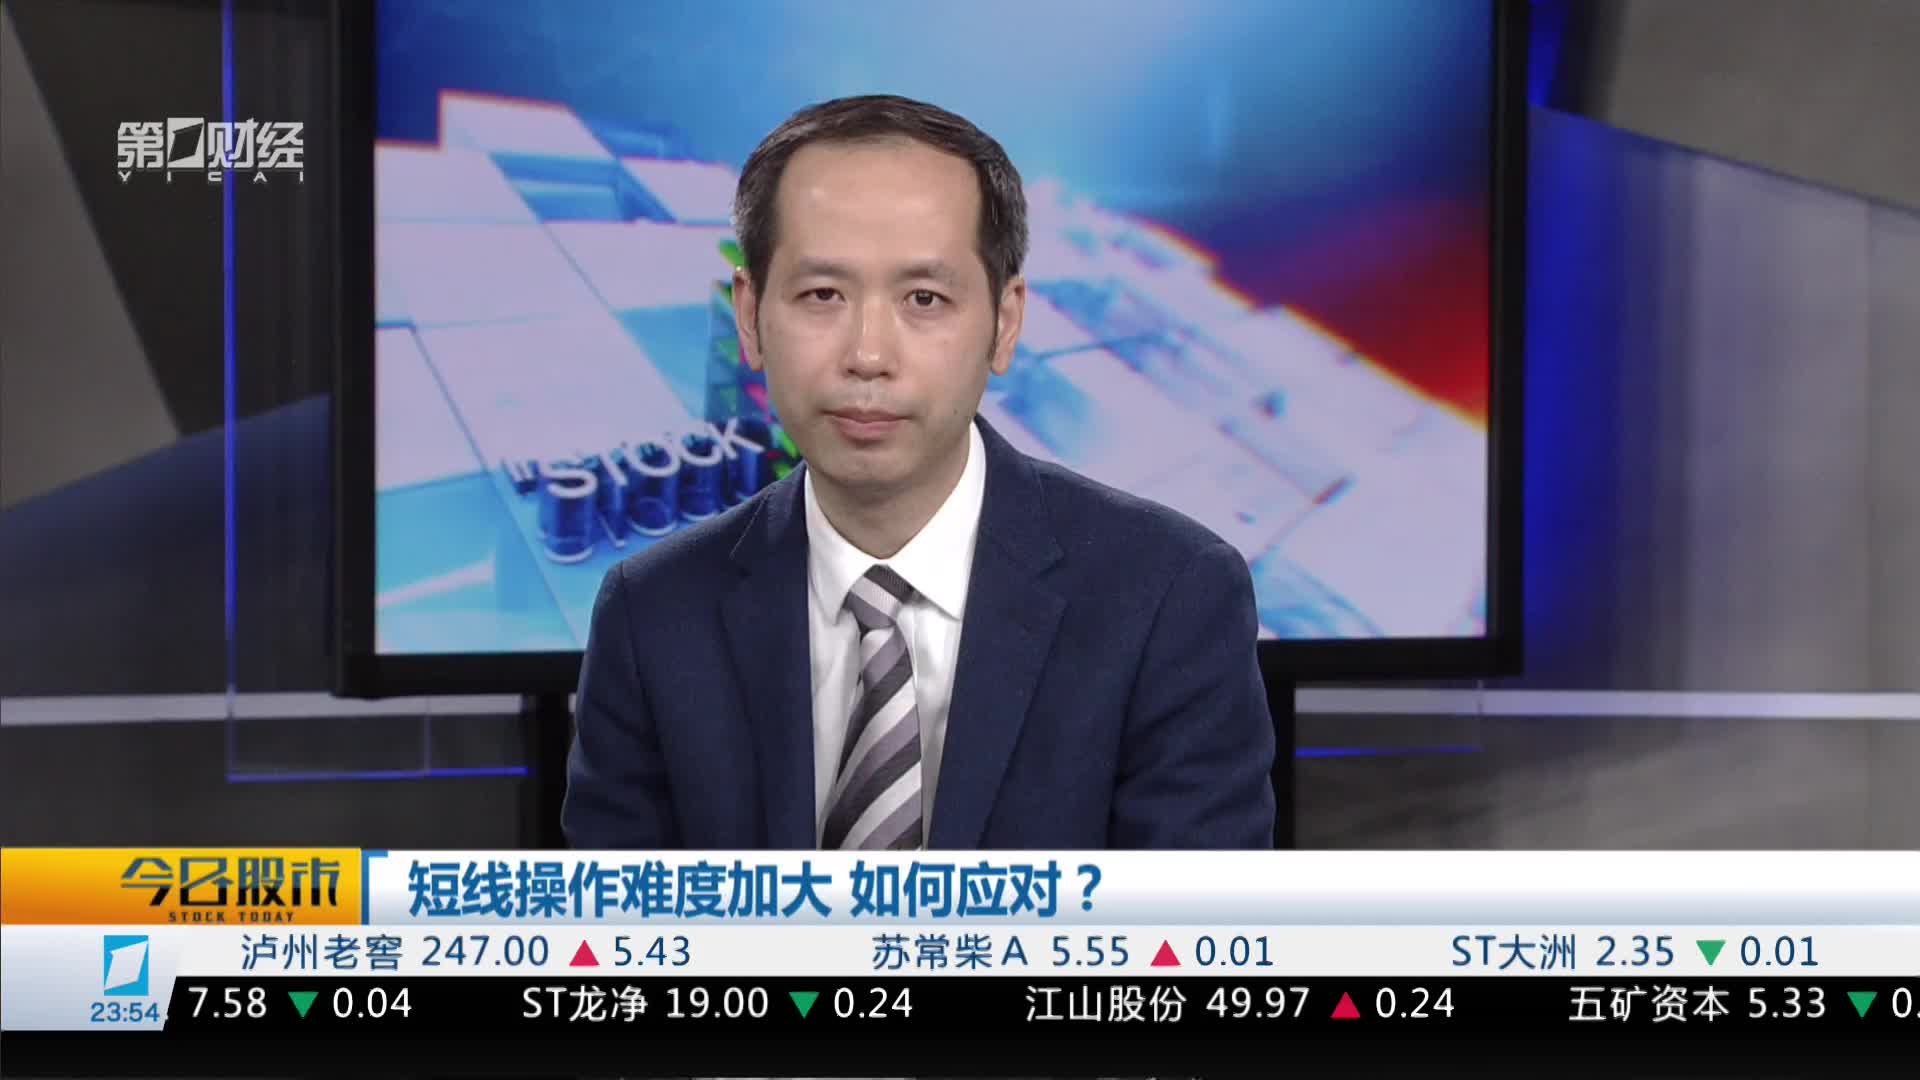 第1财经
YICAI
"STOCK
今日股市
STOCK TODAY
短线操作难度加大 如何应对？
泸州老窖 247.00 ▲ 5.43 苏常柴A 5.55 ▲ 0.01 ST大洲 2.35 ▼ 0.01
23:54
7.58 ▼ 0.04 ST龙净 19.00 ▼ 0.24 江山股份 49.97 ▲ 0.24 五矿资本 5.33 ▼ 0.